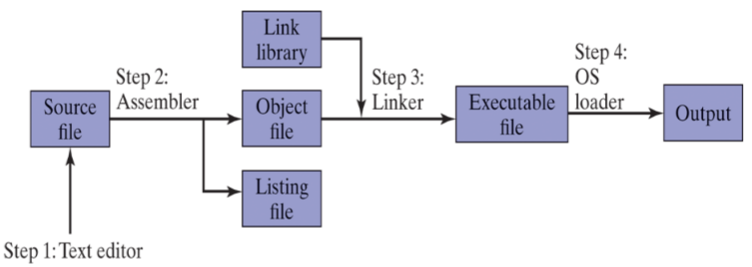 Link
library
Step 2:
Assembler
Step 3:
Linker
Step 4:
OS
loader
Source
file
Object
file
Executable
file
Output
Listing
file
Step 1: Text editor